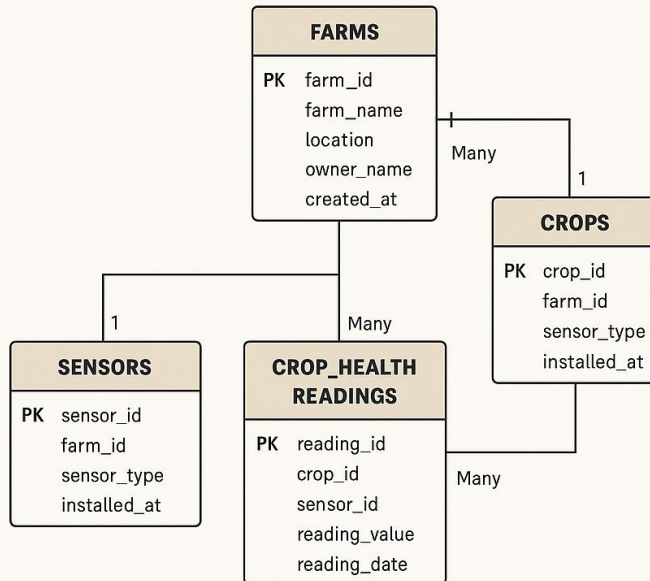 FARMS
PK farm_id
farm_name
location
owner_name
created_at
Many
1
CROPS
PK crop_id
farm_id
sensor_type
installed_at
1
Many
SENSORS
PK sensor_id
farm_id
sensor_type
installed_at
CROP_HEALTH
READINGS
PK reading_id
crop_id
sensor_id
reading_value
reading_date
Many